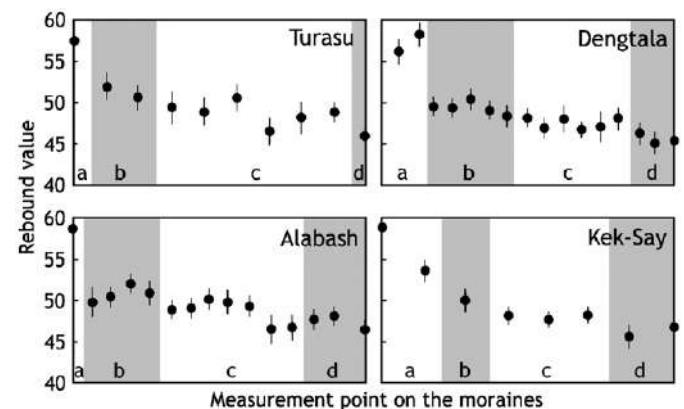 60
Turasu
Dengtala
55
50
45
a b c d
a b c d
40
Rebound value
60
Alabash
Kek-Say
55
50
45
a b c d
a b c d
40
Measurement point on the moraines